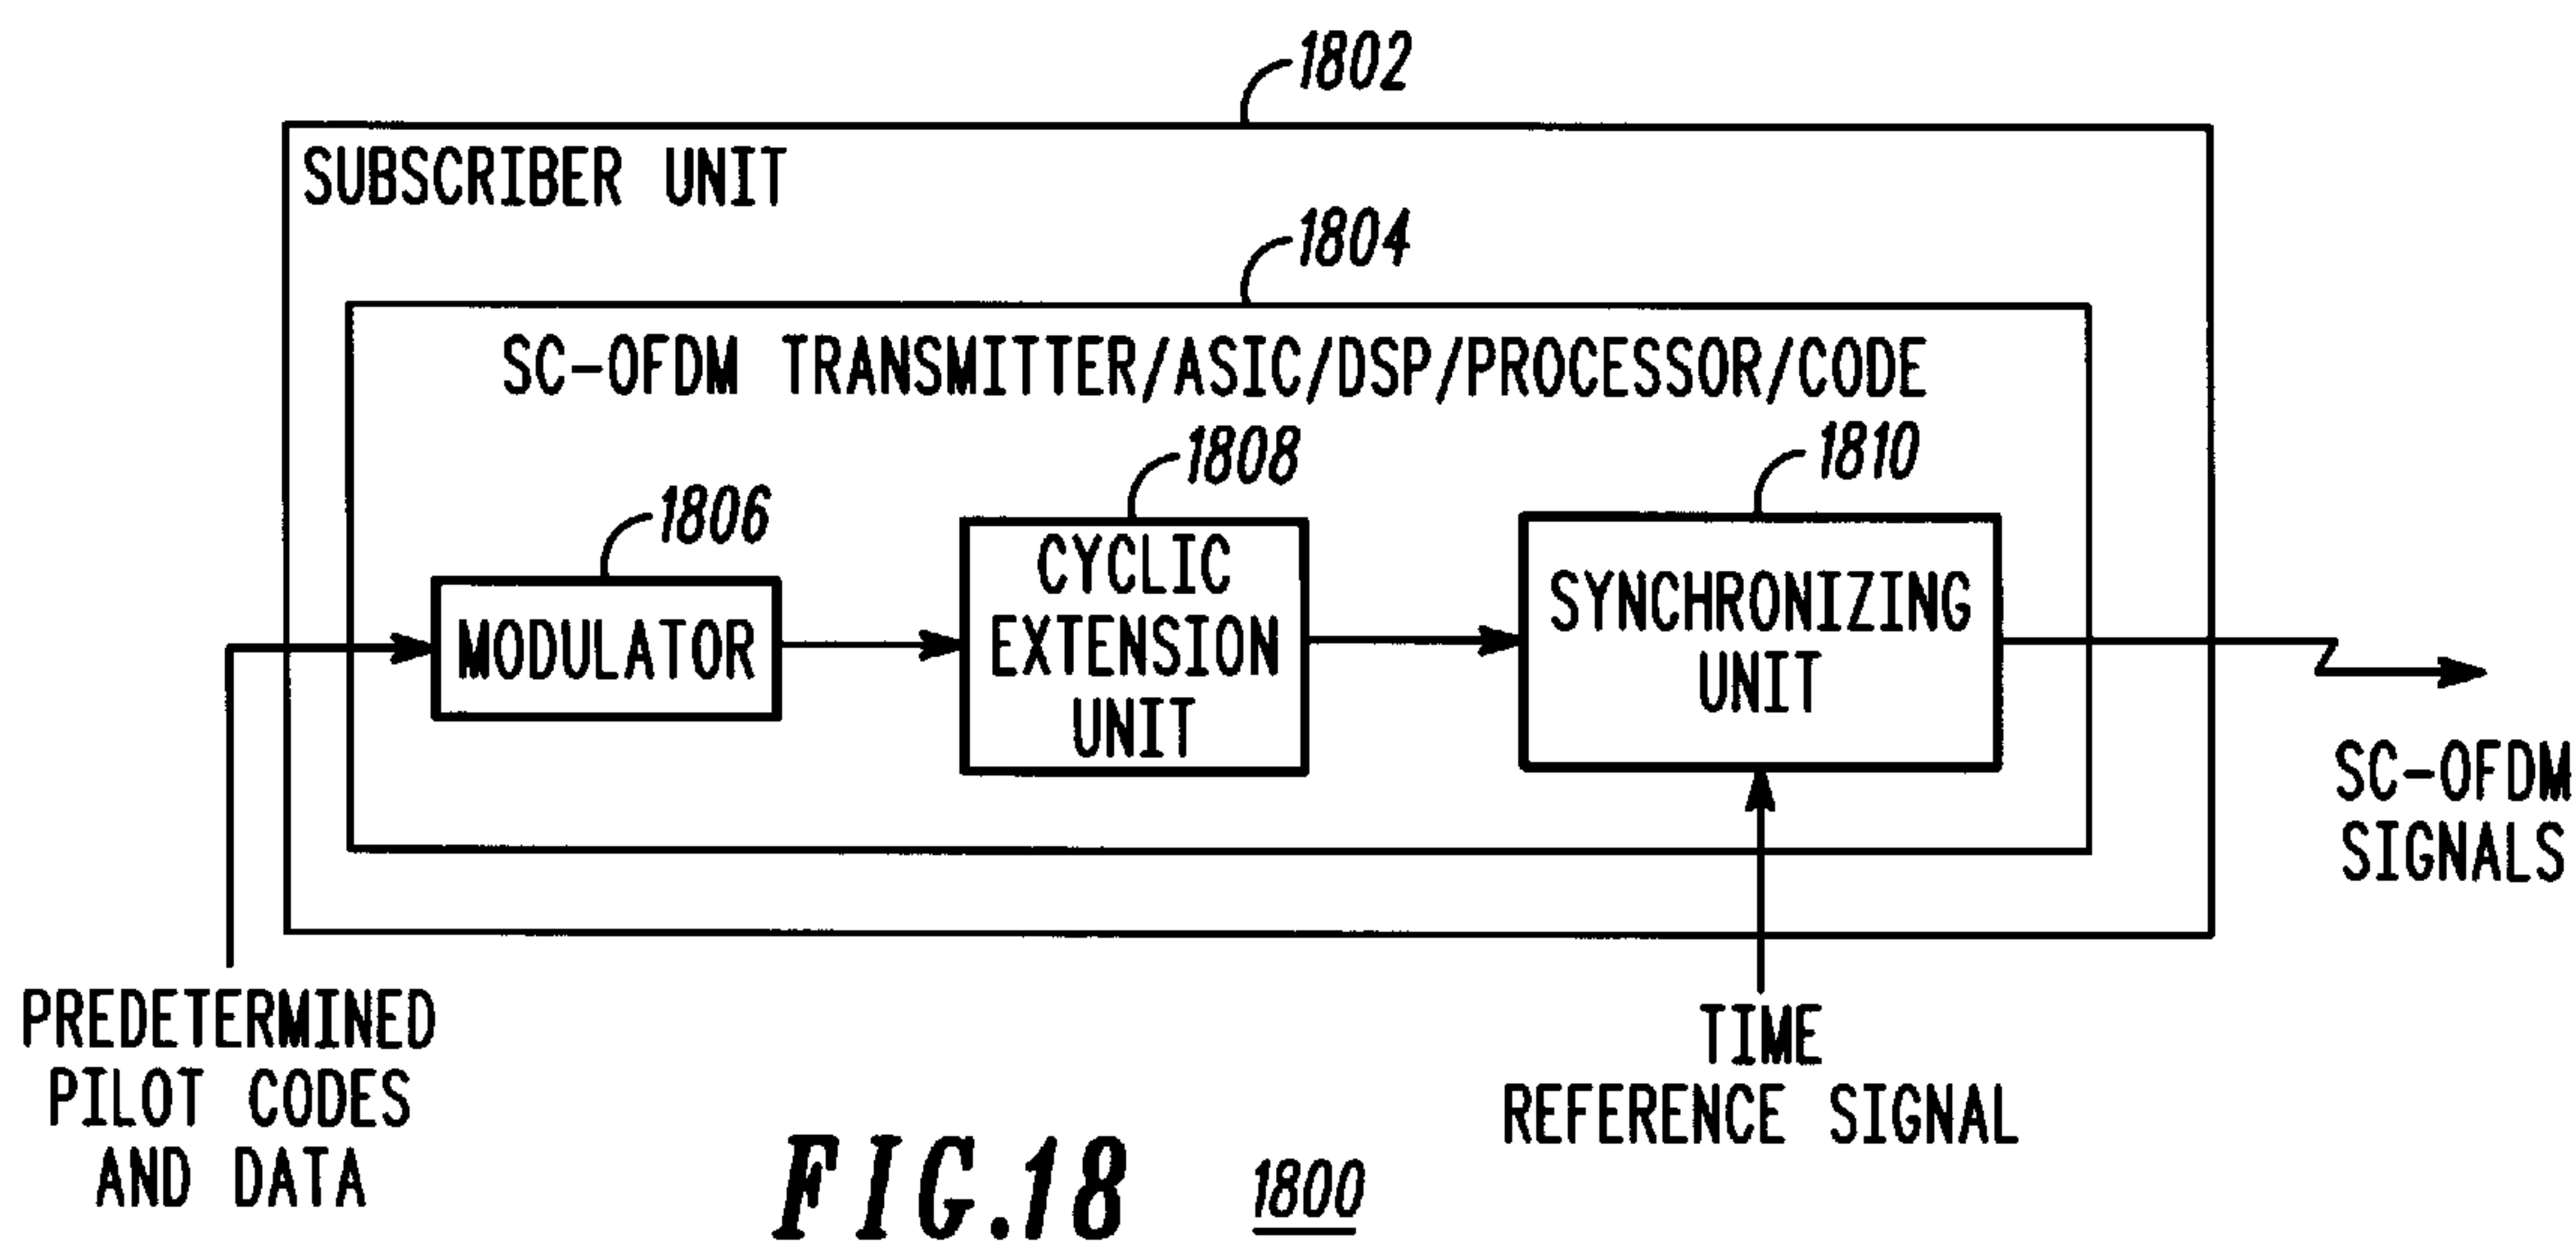 1802
SUBSCRIBER UNIT
1804
SC-OFDM TRANSMITTER/ASIC/DSP/PROCESSOR/CODE
1806
MODULATOR
1808
CYCLIC
EXTENSION
UNIT
1810
SYNCHRONIZING
UNIT
SC-OFDM
SIGNALS
PREDETERMINED
PILOT CODES
AND DATA
TIME
REFERENCE SIGNAL
FIG.18
1800